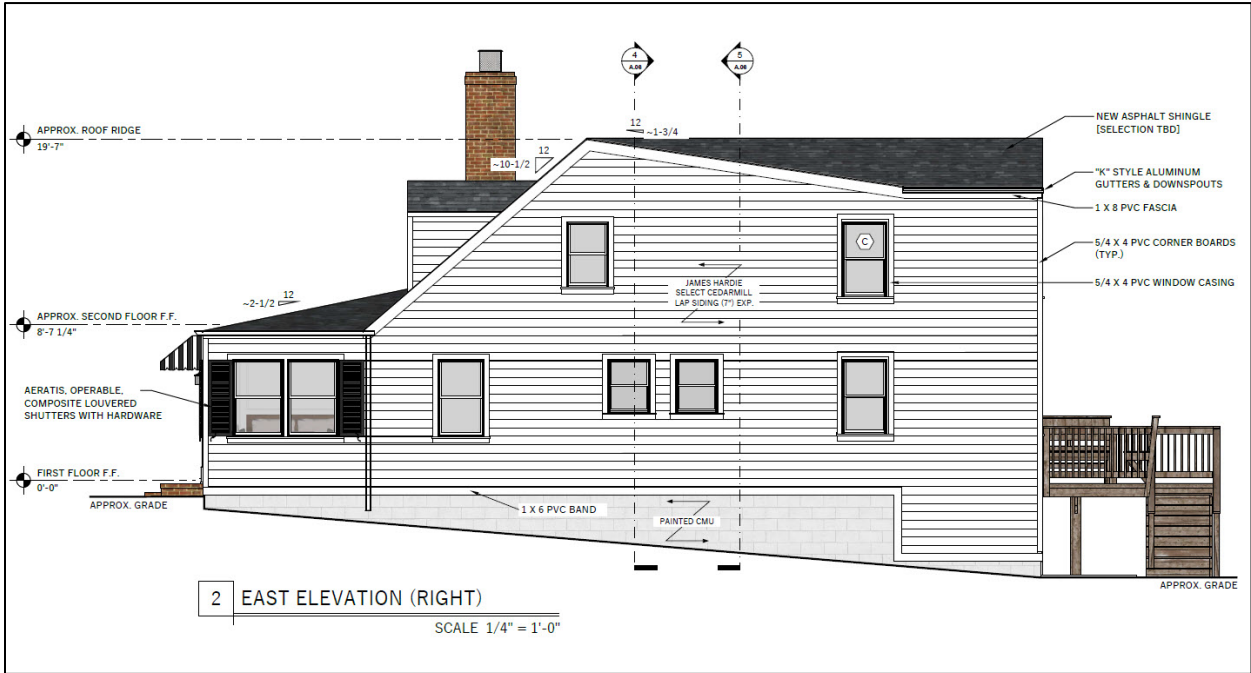 4
A.08
5
A.08
APPROX. ROOF RIDGE
19'-7"
12
~1-3/4
12
~10-1/2
NEW ASPHALT SHINGLE
[SELECTION TBD]
"K" STYLE ALUMINUM
GUTTERS & DOWNSPOUTS
1 X 8 PVC FASCIA
5/4 X 4 PVC CORNER BOARDS
(TYP.)
C
5/4 X 4 PVC WINDOW CASING
JAMES HARDIE
SELECT CEDARMILL
LAP SIDING (7") EXP.
12
~2-1/2
APPROX. SECOND FLOOR F.F.
8'-7 1/4"
AERATIS, OPERABLE,
COMPOSITE LOUVERED
SHUTTERS WITH HARDWARE
FIRST FLOOR F.F.
0'-0"
APPROX. GRADE
1 X 6 PVC BAND
PAINTED CMU
APPROX. GRADE
2 EAST ELEVATION (RIGHT)
SCALE 1/4" = 1'-0"